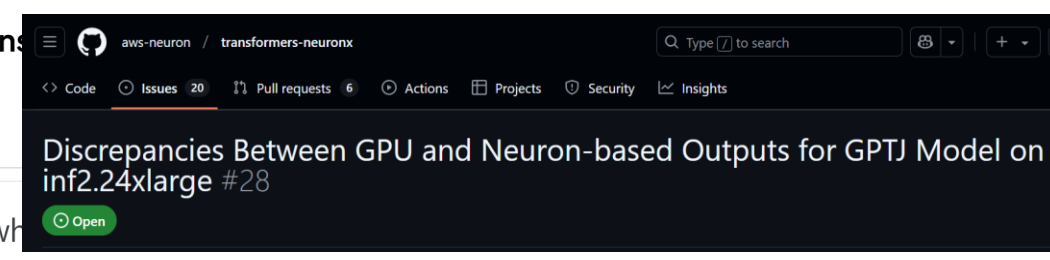 aws-neuron / transformers-neuronx
Type / to search
Code Issues 20 Pull requests 6 Actions Projects Security Insights
Discrepancies Between GPU and Neuron-based Outputs for GPTJ Model on
inf2.24xlarge #28
Open